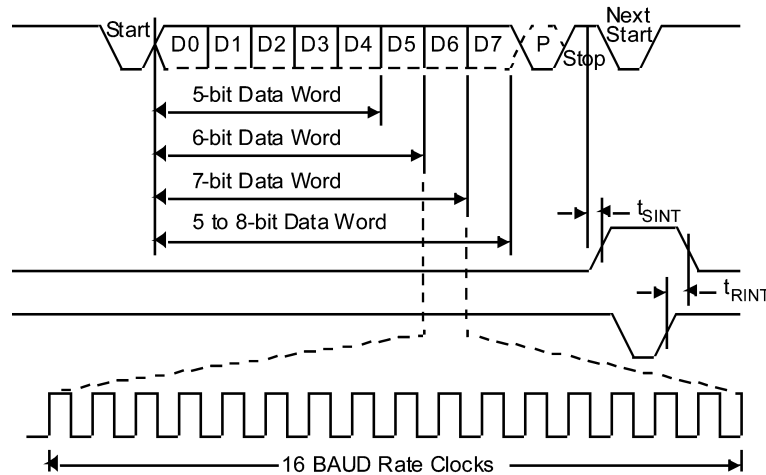 Start
D0 D1 D2 D3 D4 D5 D6 D7
P
Stop
Next
Start
5-bit Data Word
6-bit Data Word
7-bit Data Word
5 to 8-bit Data Word
tSINT
tRINT
16 BAUD Rate Clocks